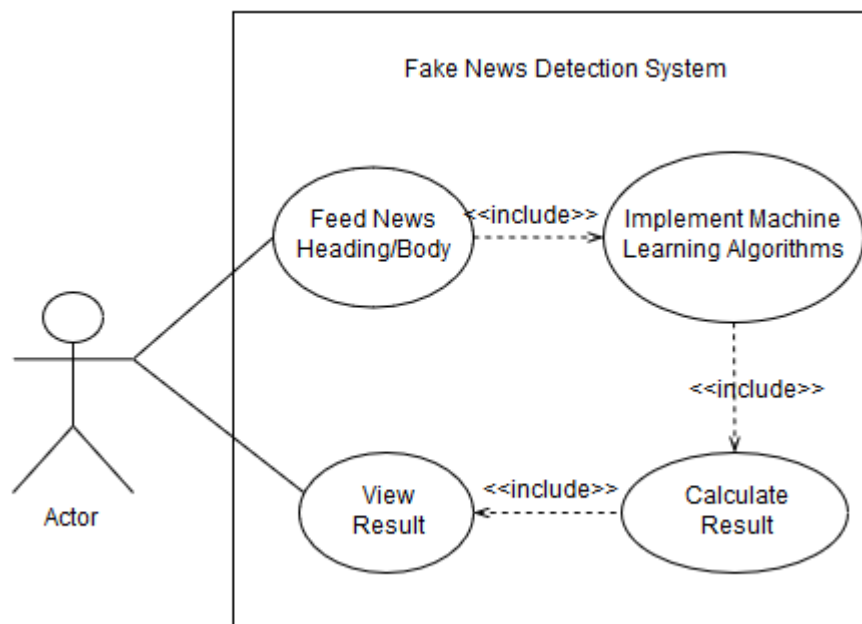 Fake News Detection System
Feed News
Heading/Body
<<include>>
Implement Machine
Learning Algorithms
<<include>>
View
Result
<<include>>
Calculate
Result
Actor